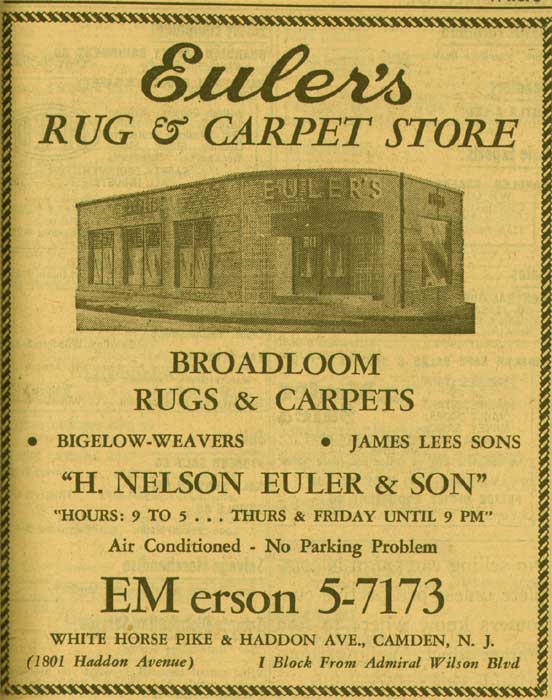 Euler's
RUG & CARPET STORE
EULER'S
BROADLOOM
RUGS & CARPETS
• BIGELOW-WEAVERS • JAMES LEES SONS
"H. NELSON EULER & SON"
"HOURS: 9 TO 5 . . . THURS & FRIDAY UNTIL 9 PM"
Air Conditioned - No Parking Problem
EM erson 5-7173
WHITE HORSE PIKE & HADDON AVE., CAMDEN, N. J.
(1801 Haddon Avenue) 1 Block From Admiral Wilson Blvd